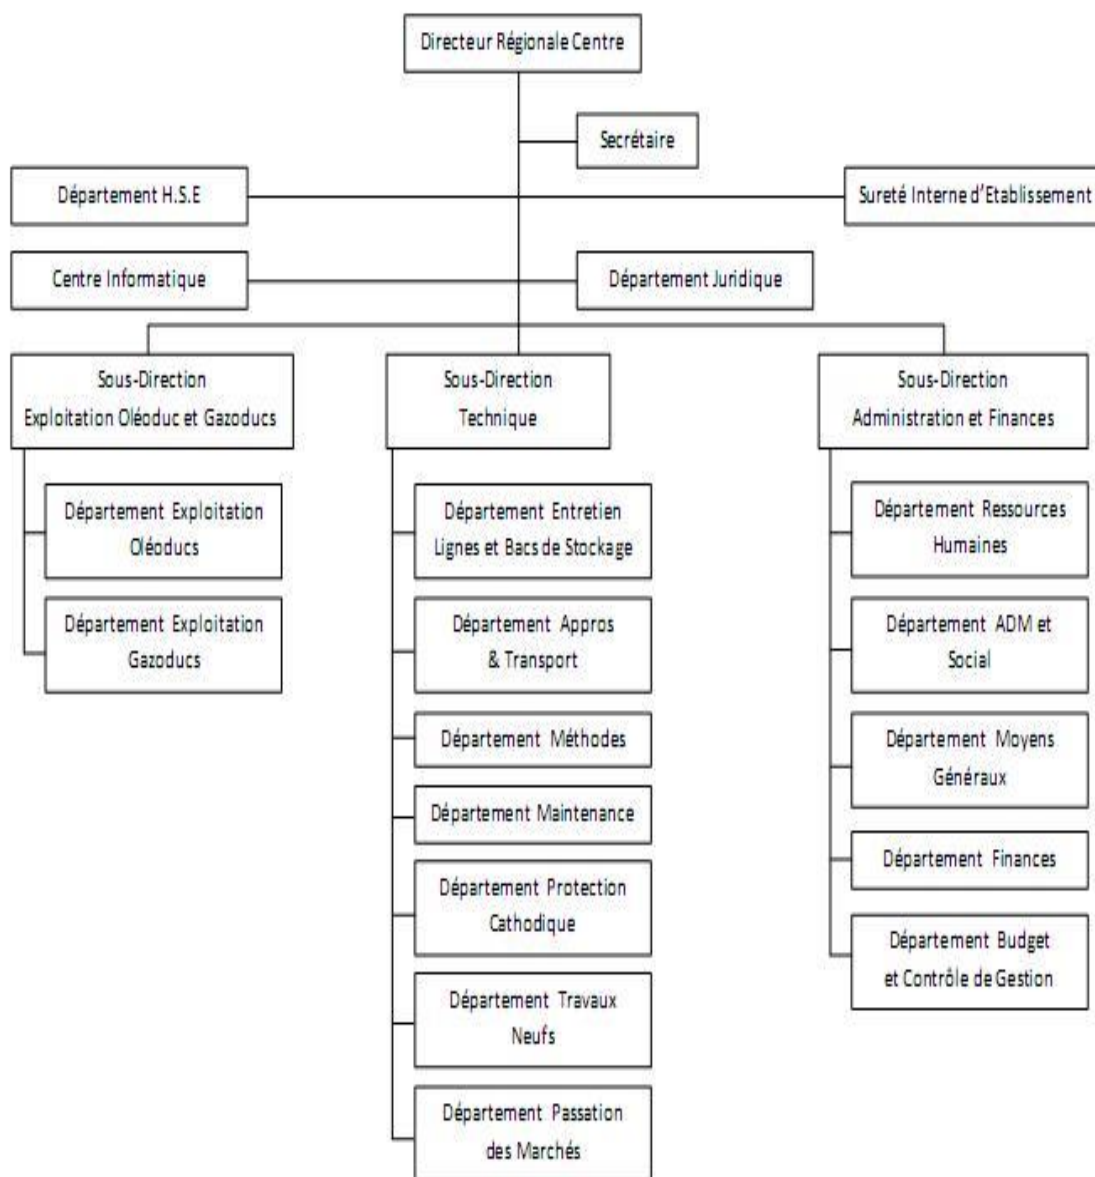 Directeur Régionale Centre
Secrétaire
Département H.S.E
Sureté Interne d'Etablissement
Centre Informatique
Département Juridique
Sous-Direction
Exploitation Oléoduc et Gazoducs
Département Exploitation
Oléoducs
Département Exploitation
Gazoducs
Sous-Direction
Technique
Département Entretien
Lignes et Bacs de Stockage
Département Appros
& Transport
Département Méthodes
Département Maintenance
Département Protection
Cathodique
Département Travaux
Neufs
Département Passation
des Marchés
Sous-Direction
Administration et Finances
Département Ressources
Humaines
Département ADM et
Social
Département Moyens
Généraux
Département Finances
Département Budget
et Contrôle de Gestion